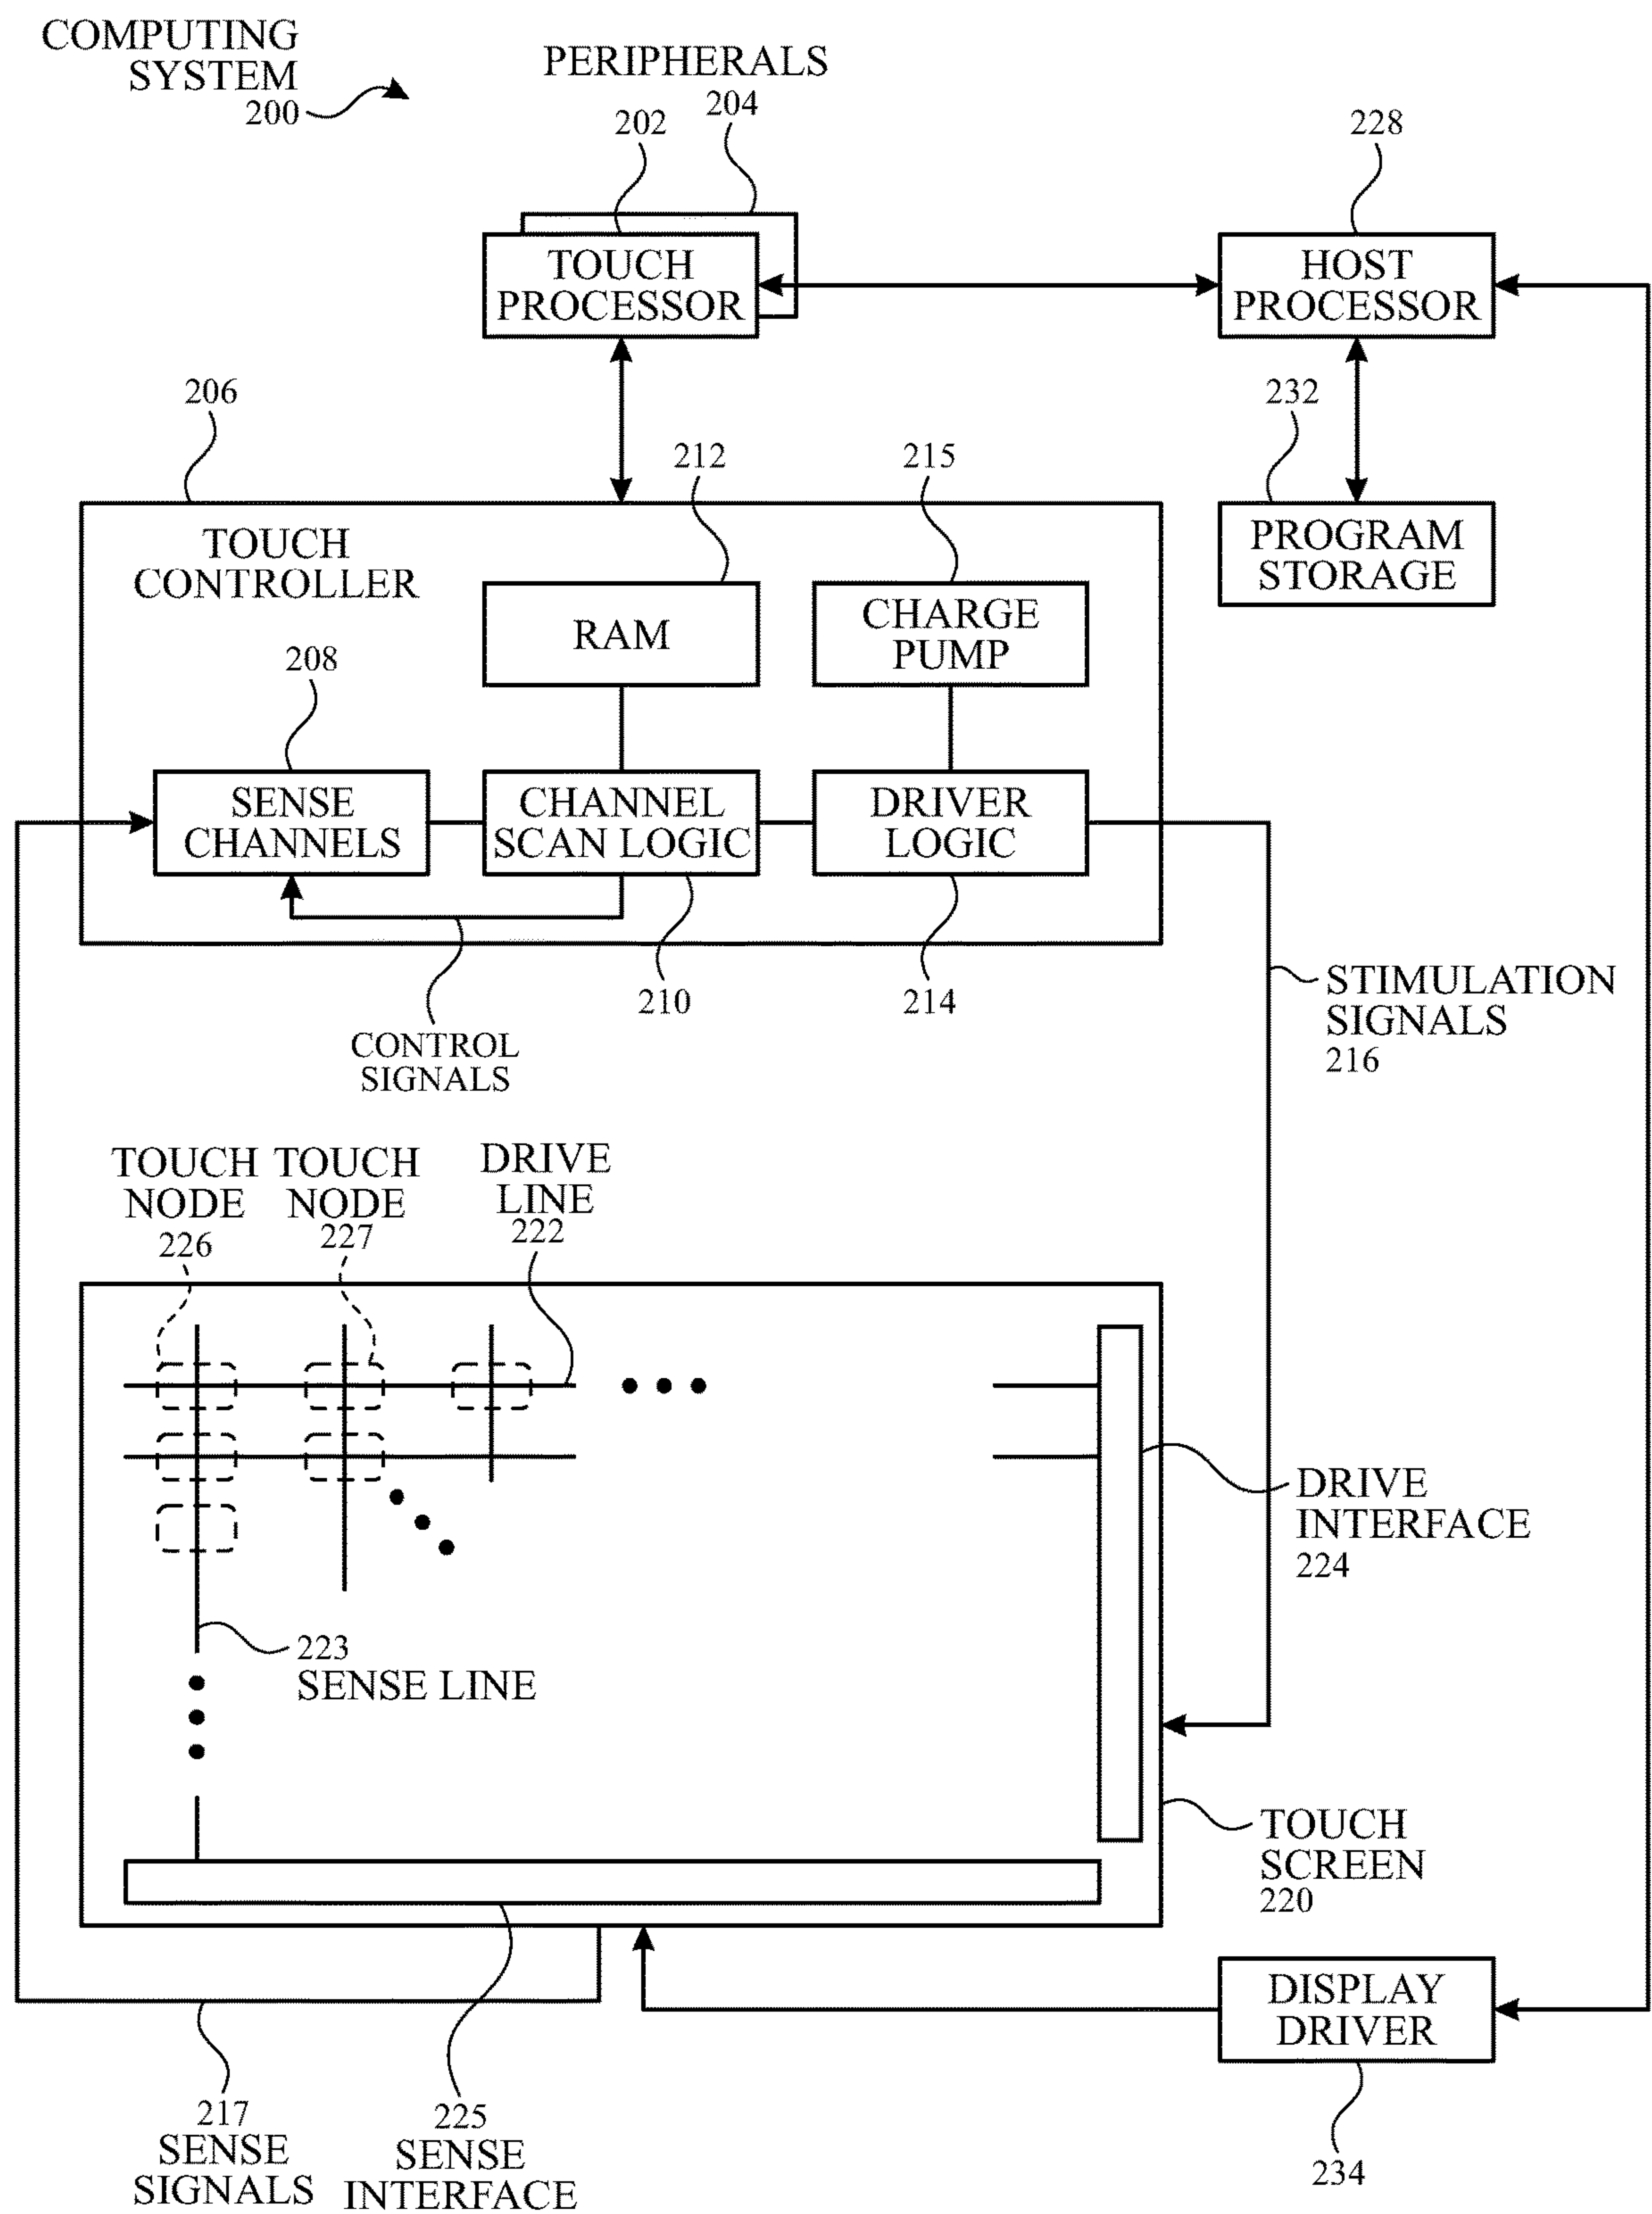 COMPUTING
SYSTEM
200
PERIPHERALS
204
202
228
TOUCH
PROCESSOR
HOST
PROCESSOR
206
232
212
215
TOUCH
CONTROLLER
PROGRAM
STORAGE
RAM
CHARGE
PUMP
208
SENSE
CHANNELS
CHANNEL
SCAN LOGIC
DRIVER
LOGIC
210
214
CONTROL
SIGNALS
STIMULATION
SIGNALS
216
TOUCH
NODE
226
TOUCH
NODE
227
DRIVE
LINE
222
DRIVE
INTERFACE
224
223
SENSE LINE
TOUCH
SCREEN
220
DISPLAY
DRIVER
234
217
SENSE
SIGNALS
225
SENSE
INTERFACE